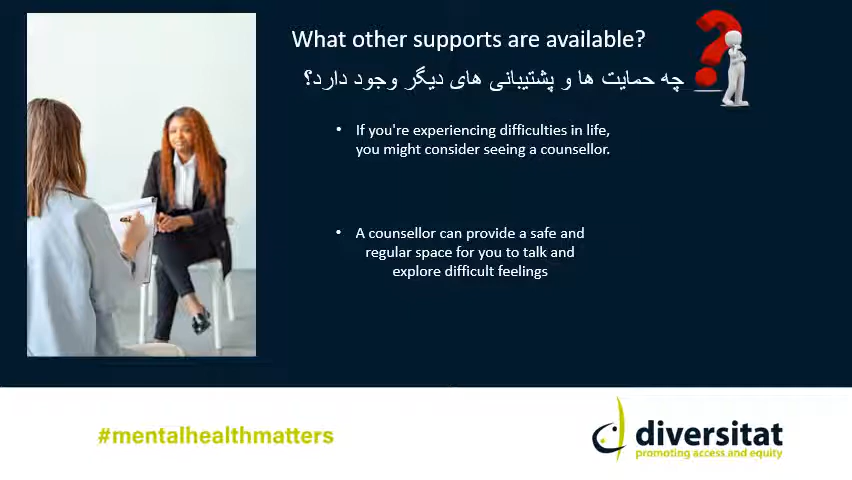 What other supports are available?
چه حمایت ها و پشتیبانی های دیگر وجود دارد؟
• If you're experiencing difficulties in life,
you might consider seeing a counsellor.
• A counsellor can provide a safe and
regular space for you to talk and
explore difficult feelings
#mentalhealthmatters
diversitat
promoting access and equity